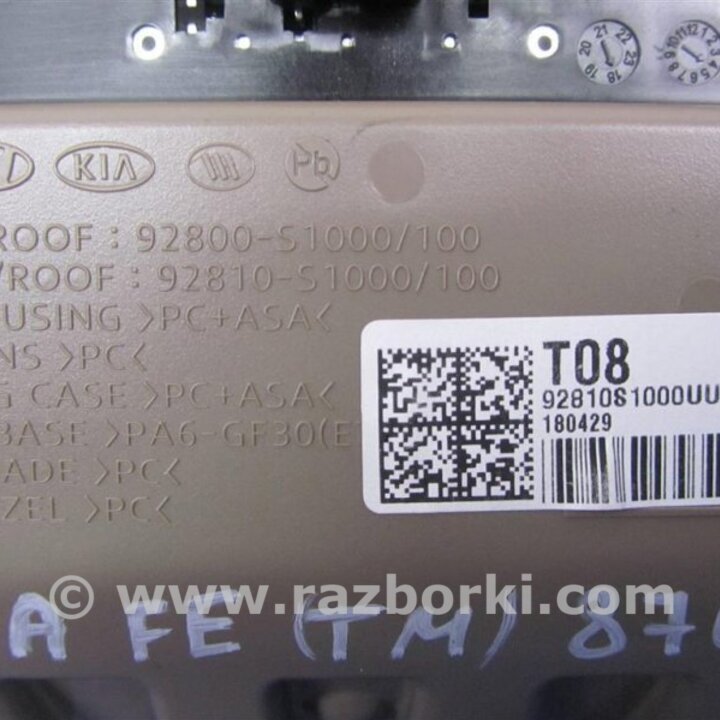 KIA
Pb
ROOF : 92800-S1000/100
/ROOF : 92810-S1000/100
USING >PC+ASA<
NS >PC<
G CASE >PC+ASA<
BASE >PA6-GF30(E
ADE >PC<
ZEL >PC<
T08
92810S1000UU
180429
© www.razborki.com
A FE (TM) 87